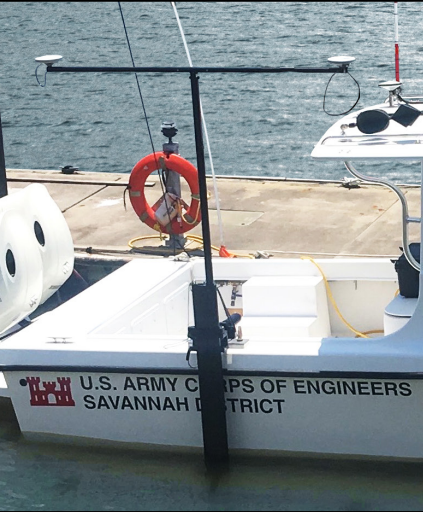 U.S. ARMY CORPS OF ENGINEERS
SAVANNAH DISTRICT